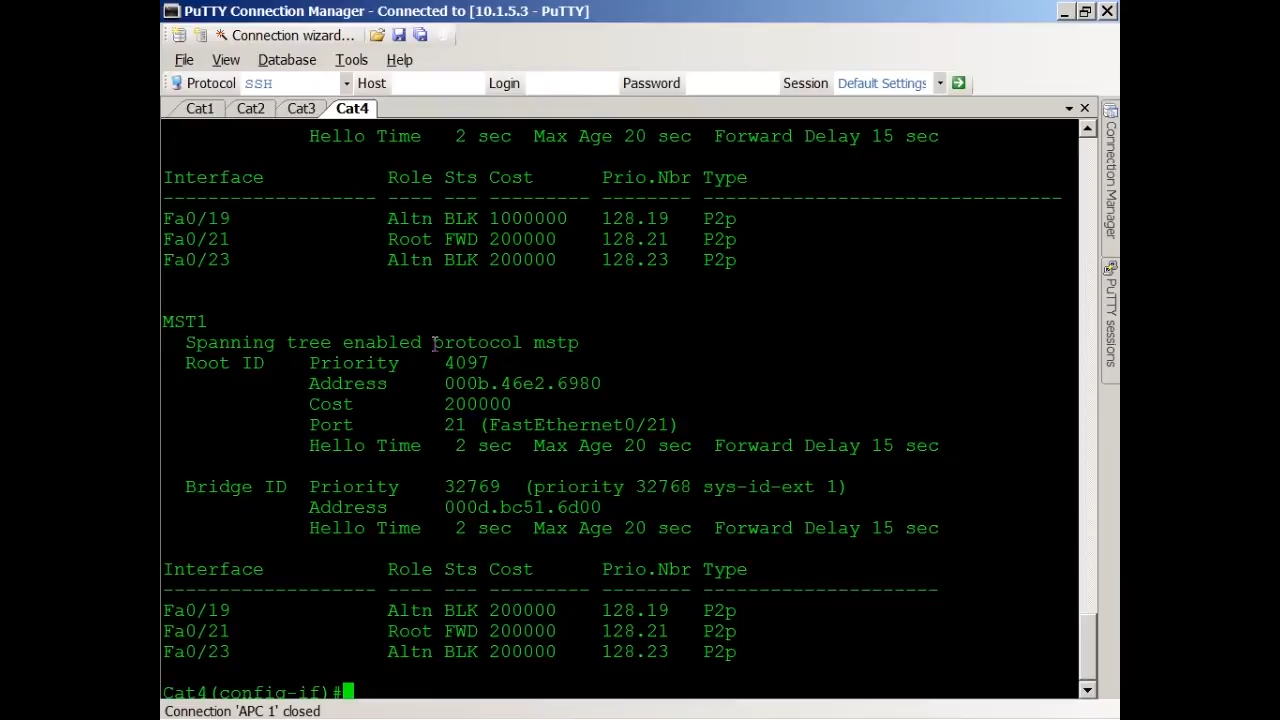 PuTTY Connection Manager - Connected to [10.1.5.3 - PuTTY]
Connection wizard...
File View Database Tools Help
Protocol SSH Host Login Password Session Default Settings
Cat1 Cat2 Cat3 Cat4
Hello Time 2 sec Max Age 20 sec Forward Delay 15 sec
Interface Role Sts Cost Prio.Nbr Type
------------------- ---- --- --------- -------- --------------------------------
Fa0/19 Altn BLK 1000000 128.19 P2p
Fa0/21 Root FWD 200000 128.21 P2p
Fa0/23 Altn BLK 200000 128.23 P2p
MST1
Spanning tree enabled protocol mstp
Root ID Priority 4097
Address 000b.46e2.6980
Cost 200000
Port 21 (FastEthernet0/21)
Hello Time 2 sec Max Age 20 sec Forward Delay 15 sec
Bridge ID Priority 32769 (priority 32768 sys-id-ext 1)
Address 000d.bc51.6d00
Hello Time 2 sec Max Age 20 sec Forward Delay 15 sec
Interface Role Sts Cost Prio.Nbr Type
------------------- ---- --- --------- -------- ---------------------
Fa0/19 Altn BLK 200000 128.19 P2p
Fa0/21 Root FWD 200000 128.21 P2p
Fa0/23 Altn BLK 200000 128.23 P2p
Cat4(config-if)#
Connection 'APC 1' closed
Connection Manager
PuTTY sessions